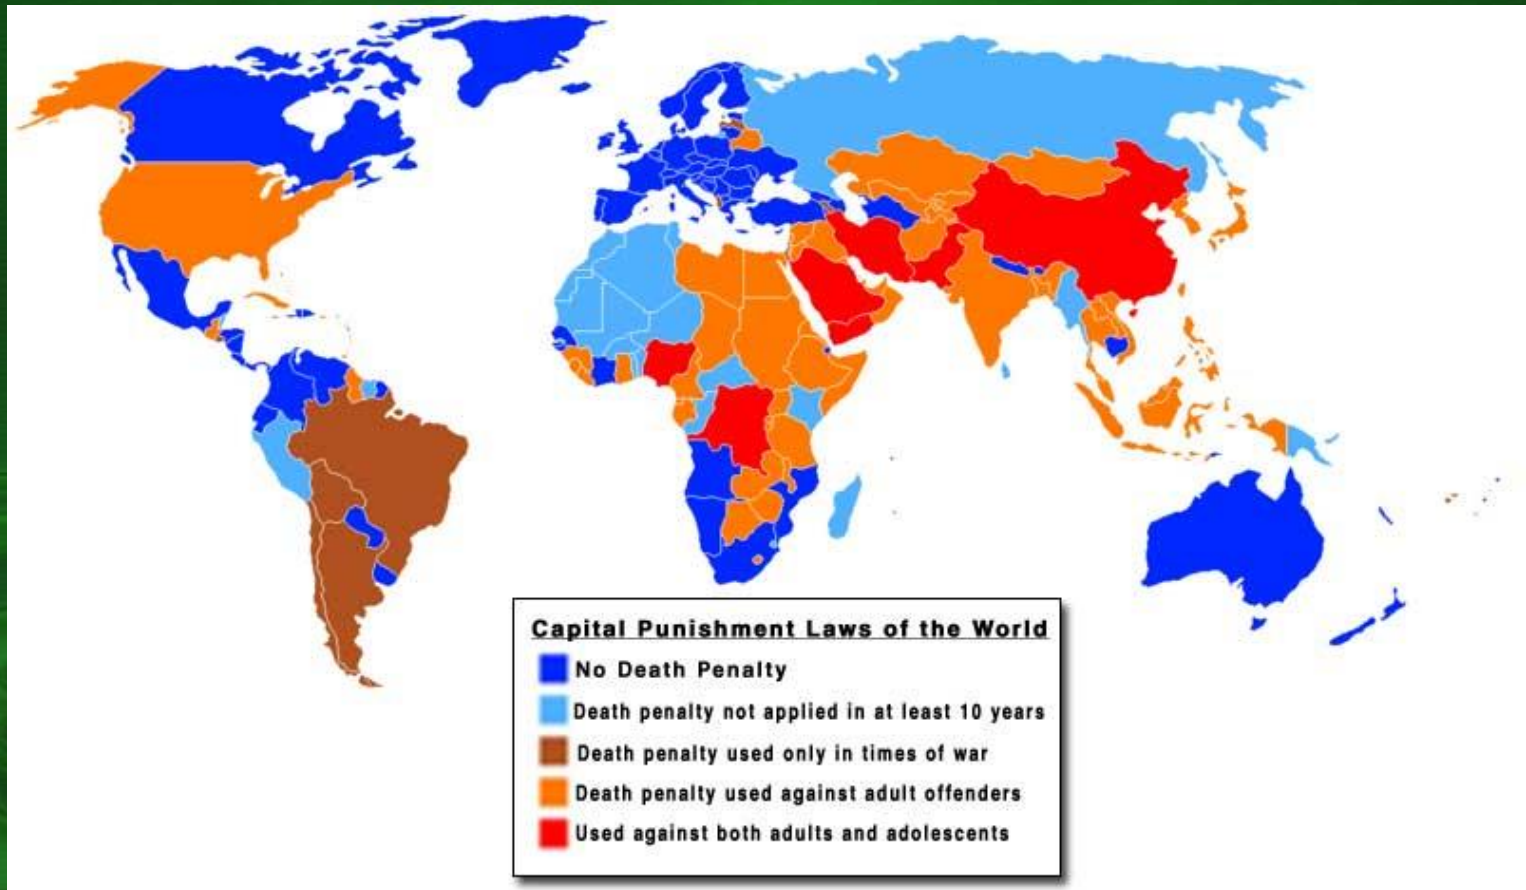 Capital Punishment Laws of the World
No Death Penalty
Death penalty not applied in at least 10 years
Death penalty used only in times of war
Death penalty used against adult offenders
Used against both adults and adolescents